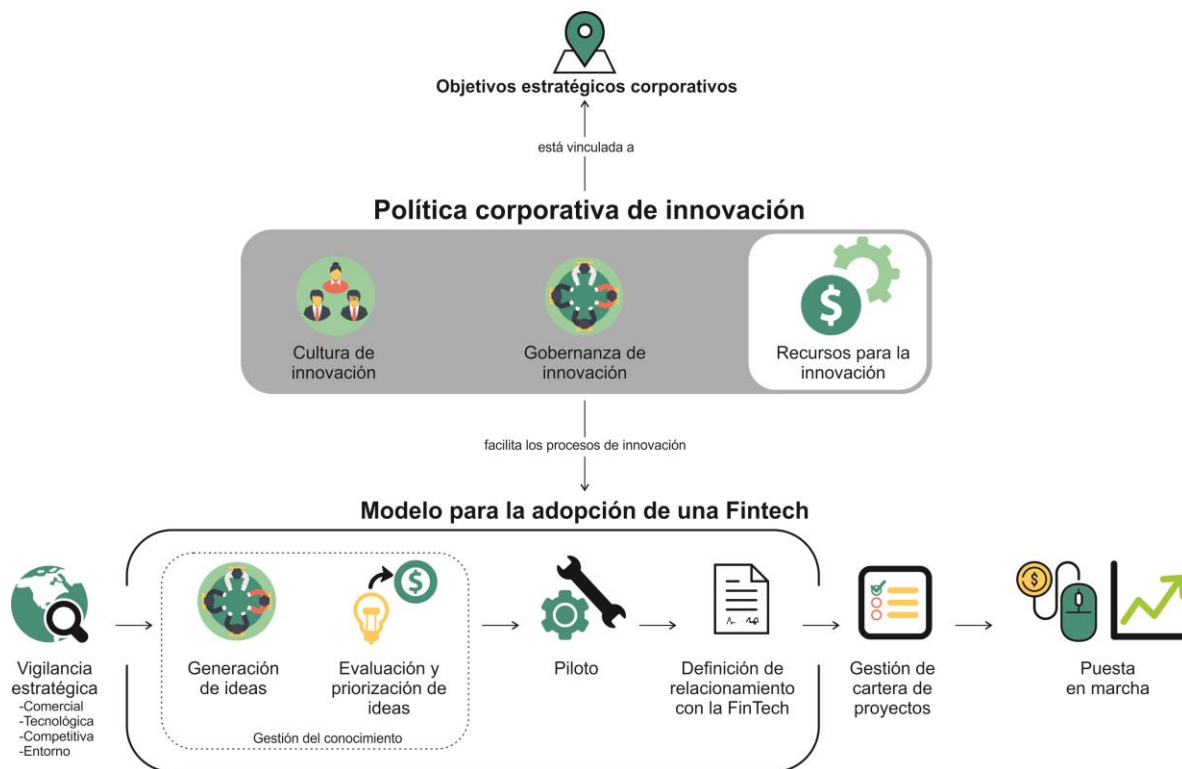 Objetivos estratégicos corporativos
está vinculada a
Política corporativa de innovación
Cultura de
innovación
Gobernanza de
innovación
$
Recursos para la
innovación
facilita los procesos de innovación
Modelo para la adopción de una Fintech
Vigilancia
estratégica
-Comercial
-Tecnológica
-Competitiva
-Entorno
Generación
de ideas
$
Evaluación y
priorización de
ideas
Gestión del conocimiento
Piloto
Definición de
relacionamiento
con la FinTech
Gestión de
cartera de
proyectos
$
Puesta
en marcha